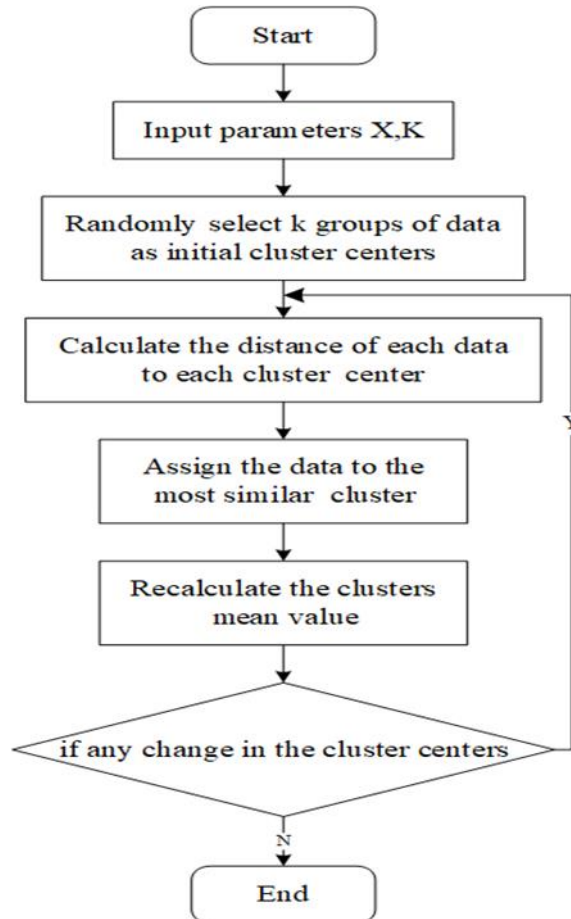 Start
Input parameters X,K
Randomly select k groups of data
as initial cluster centers
Calculate the distance of each data
to each cluster center
Y
Assign the data to the
most similar cluster
Recalculate the clusters
mean value
if any change in the cluster centers
N
End